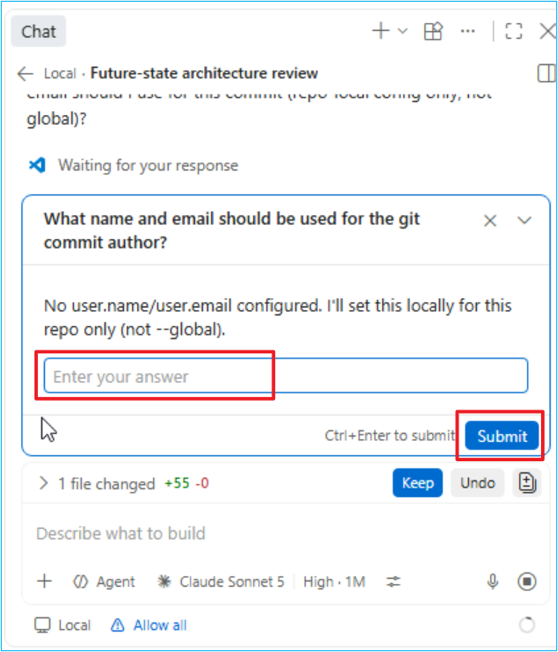 Chat
Local · Future-state architecture review
email should I use for this commit (repo-local config only, not
global)?
Waiting for your response
What name and email should be used for the git
commit author?
No user.name/user.email configured. I'll set this locally for this
repo only (not --global).
Enter your answer
Ctrl+Enter to submit
Submit
1 file changed +55 -0
Keep
Undo
Describe what to build
Agent
Claude Sonnet 5
High · 1M
Local
Allow all